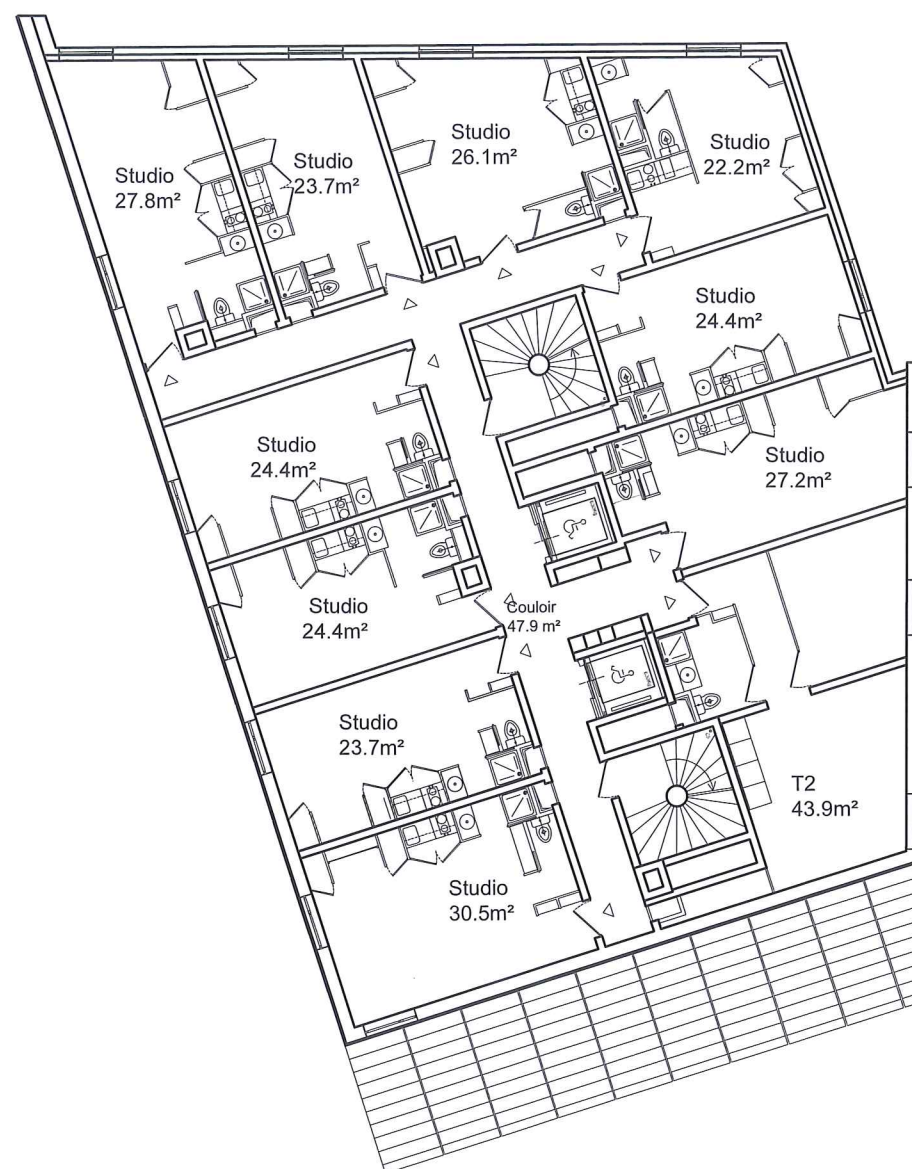 Studio
26.1m²
Studio
22.2m²
Studio
23.7m²
Studio
27.8m²
Studio
24.4m²
Studio
24.4m²
Studio
27.2m²
Studio
24.4m²
Couloir
47.9 m²
Studio
23.7m²
T2
43.9m²
Studio
30.5m²